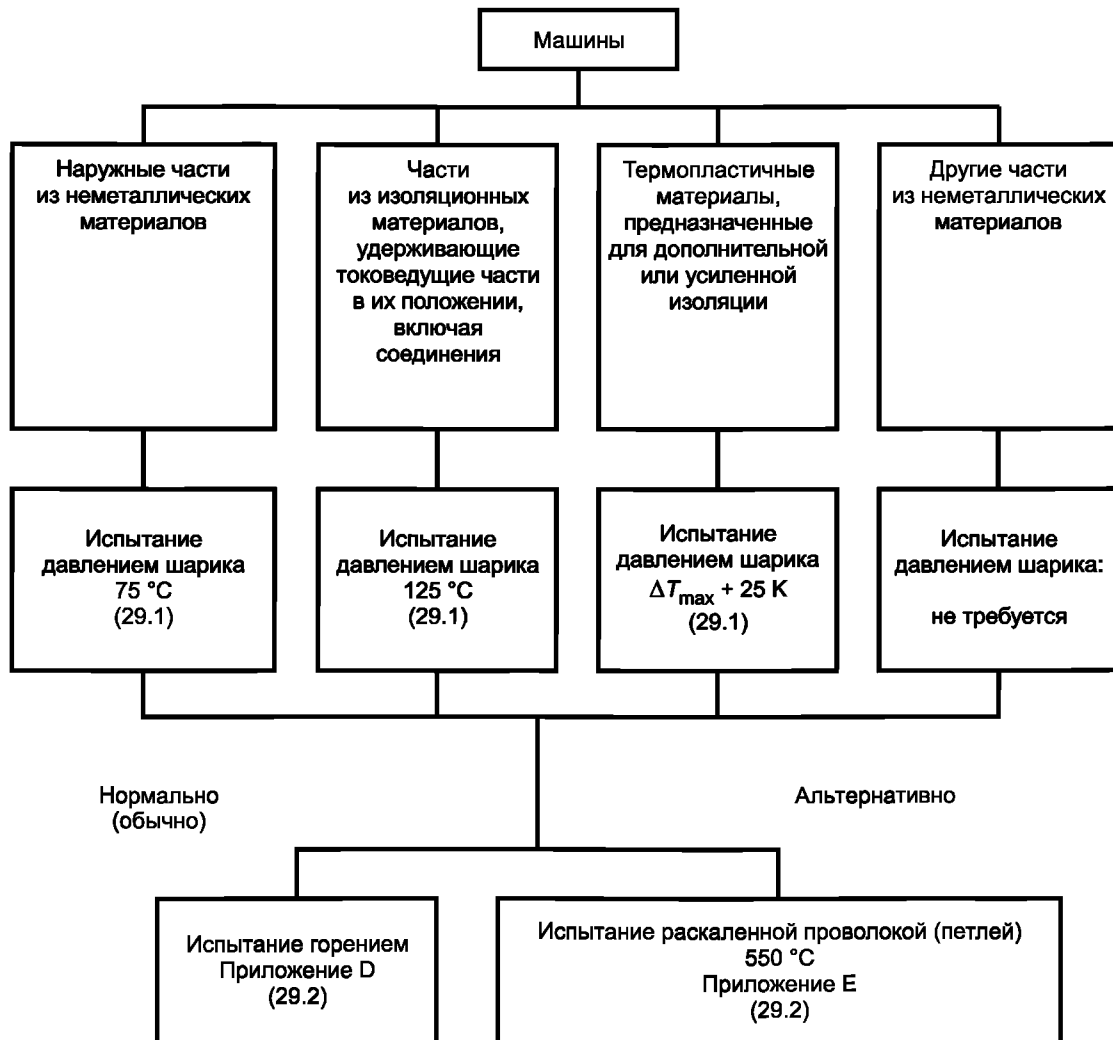 Машины
Наружные части
из неметаллических
материалов
Части
из изоляционных
материалов,
удерживающие
токоведущие части
в их положении,
включая
соединения
Термопластичные
материалы,
предназначенные
для дополнительной
или усиленной
изоляции
Другие части
из неметаллических
материалов
Испытание
давлением шарика
75 °C
(29.1)
Испытание
давлением шарика
125 °C
(29.1)
Испытание
давлением шарика
ΔTmax + 25 K
(29.1)
Испытание
давлением шарика:
не требуется
Нормально
(обычно)
Альтернативно
Испытание горением
Приложение D
(29.2)
Испытание раскаленной проволокой (петлей)
550 °C
Приложение E
(29.2)